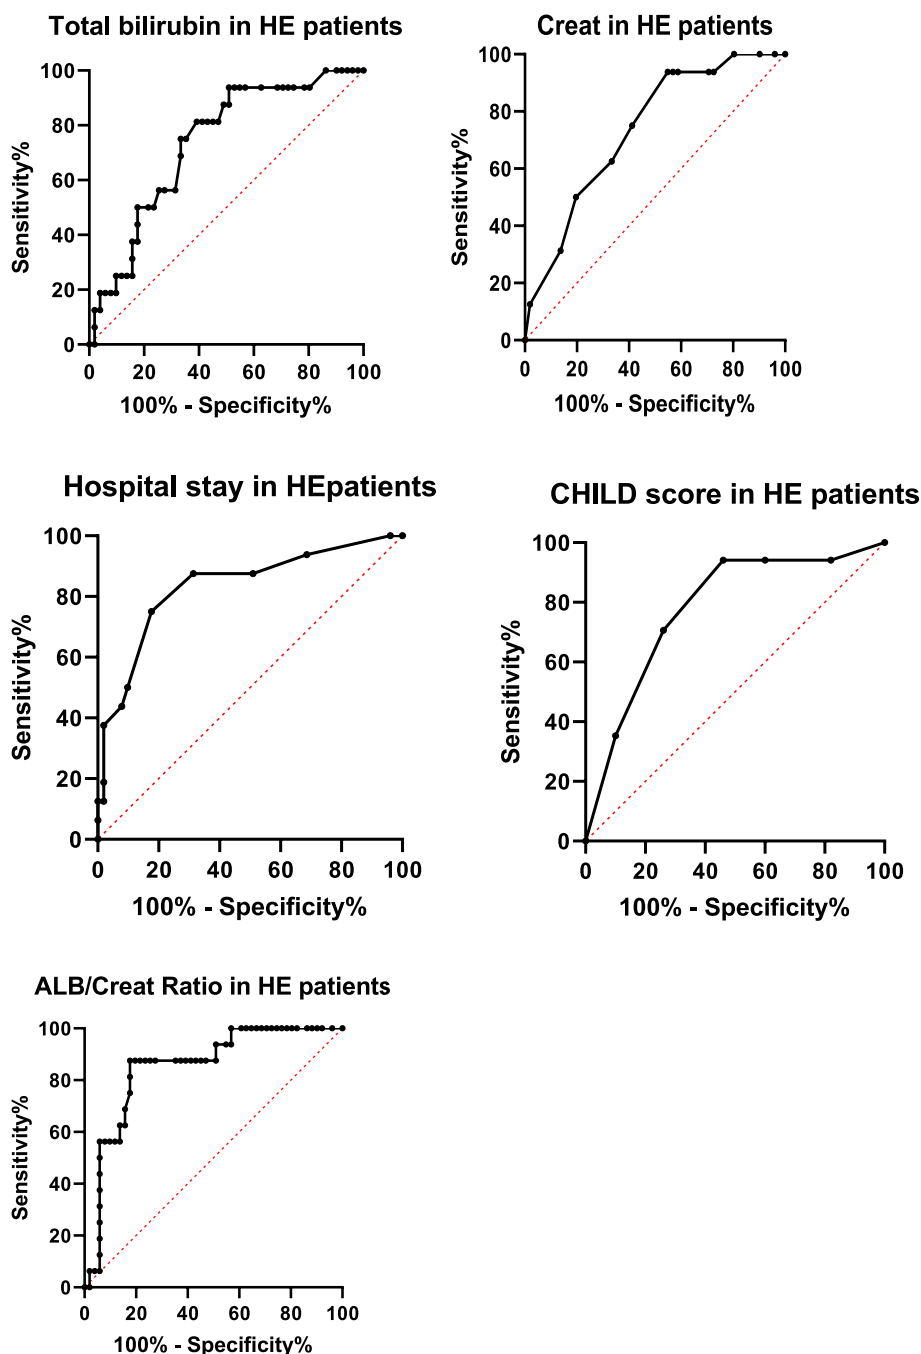 Total bilirubin in HE patients
100
80
60
40
20
0
Sensitivity%
0 20 40 60 80 100
100% - Specificity%
Creat in HE patients
100
80
60
40
20
0
Sensitivity%
0 20 40 60 80 100
100% - Specificity%
Hospital stay in HEpatients
100
80
60
40
20
0
Sensitivity%
0 20 40 60 80 100
100% - Specificity%
CHILD score in HE patients
100
80
60
40
20
0
Sensitivity%
0 20 40 60 80 100
100% - Specificity%
ALB/Creat Ratio in HE patients
100
80
60
40
20
0
Sensitivity%
0 20 40 60 80 100
100% - Specificity%